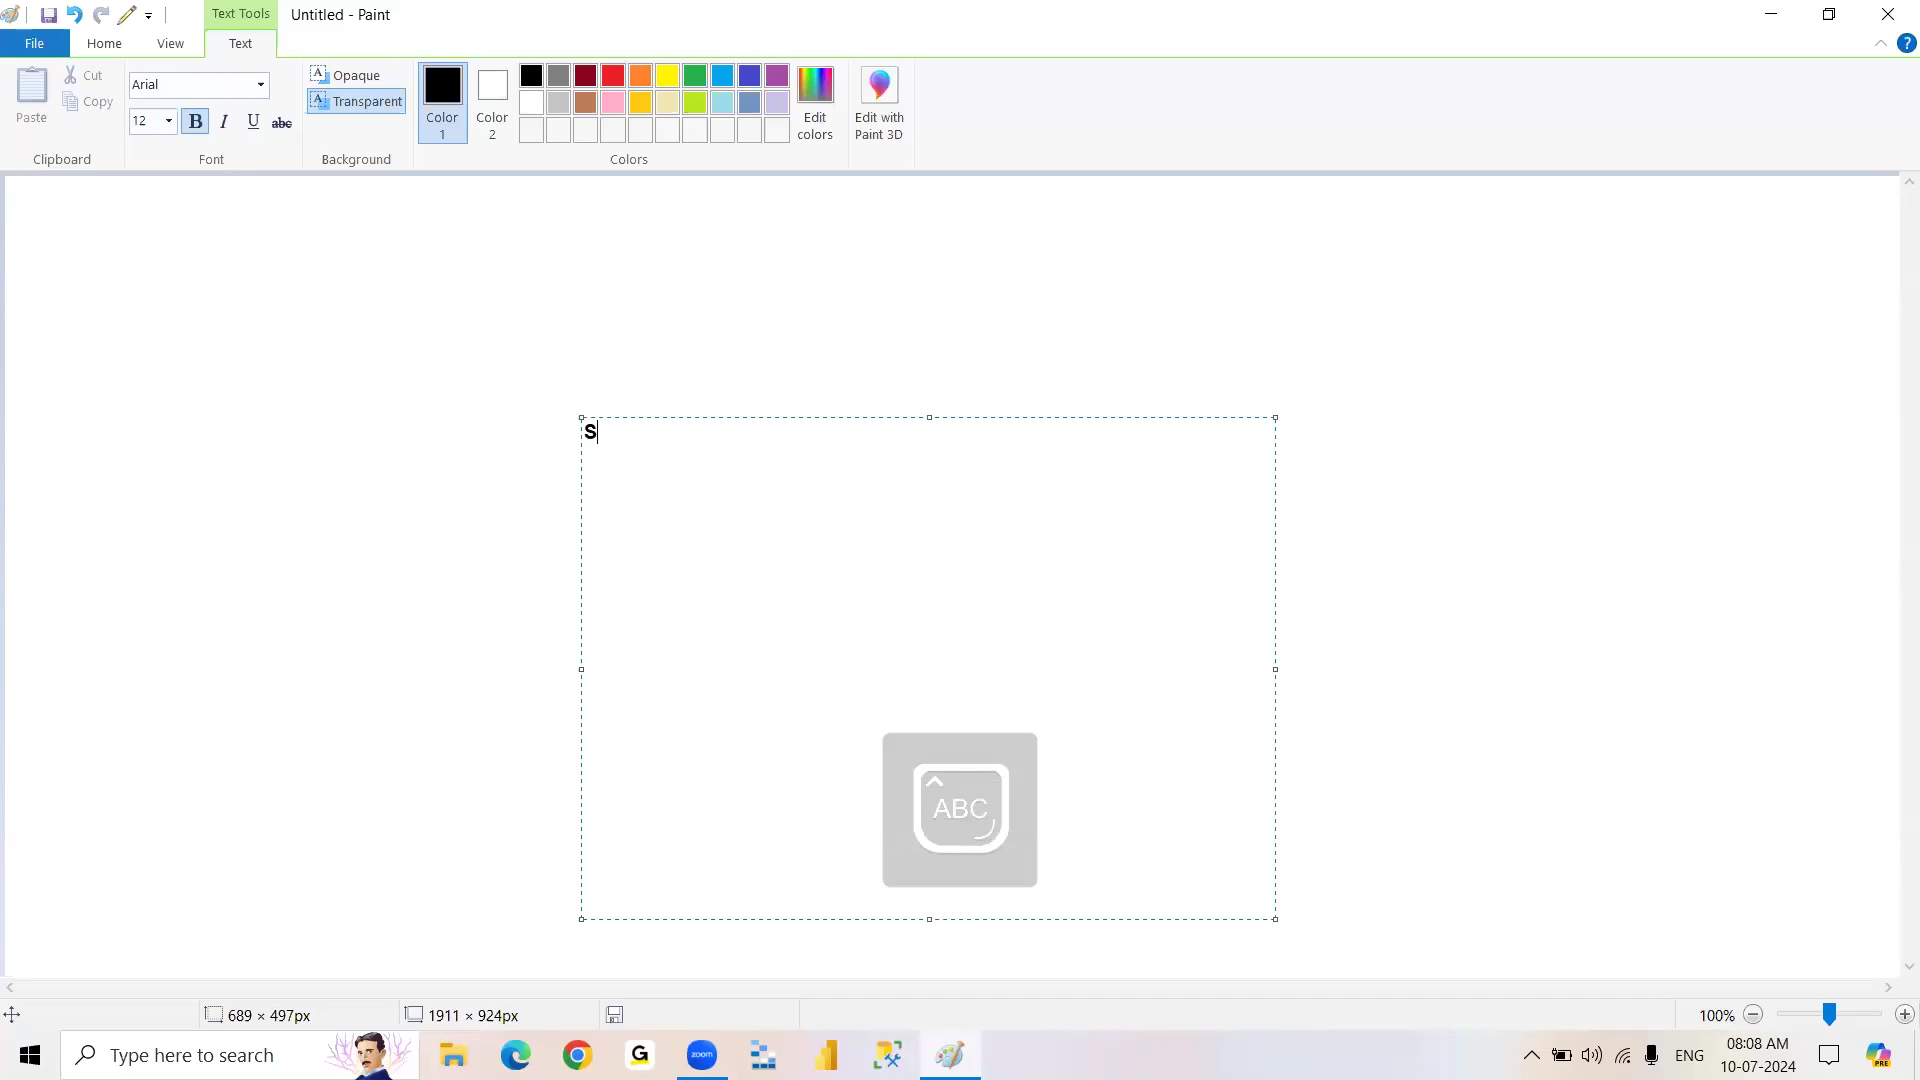 Text Tools
Untitled - Paint
File
Home
View
Text
Paste
Cut
Copy
Clipboard
Arial
12
B
I
U
abc
Font
Opaque
Transparent
Background
Color
1
Color
2
Colors
Edit
colors
Edit with
Paint 3D
S
ABC
689 × 497px
1911 × 924px
100%
Type here to search
G
zoom
ENG
08:08 AM
10-07-2024
PRE